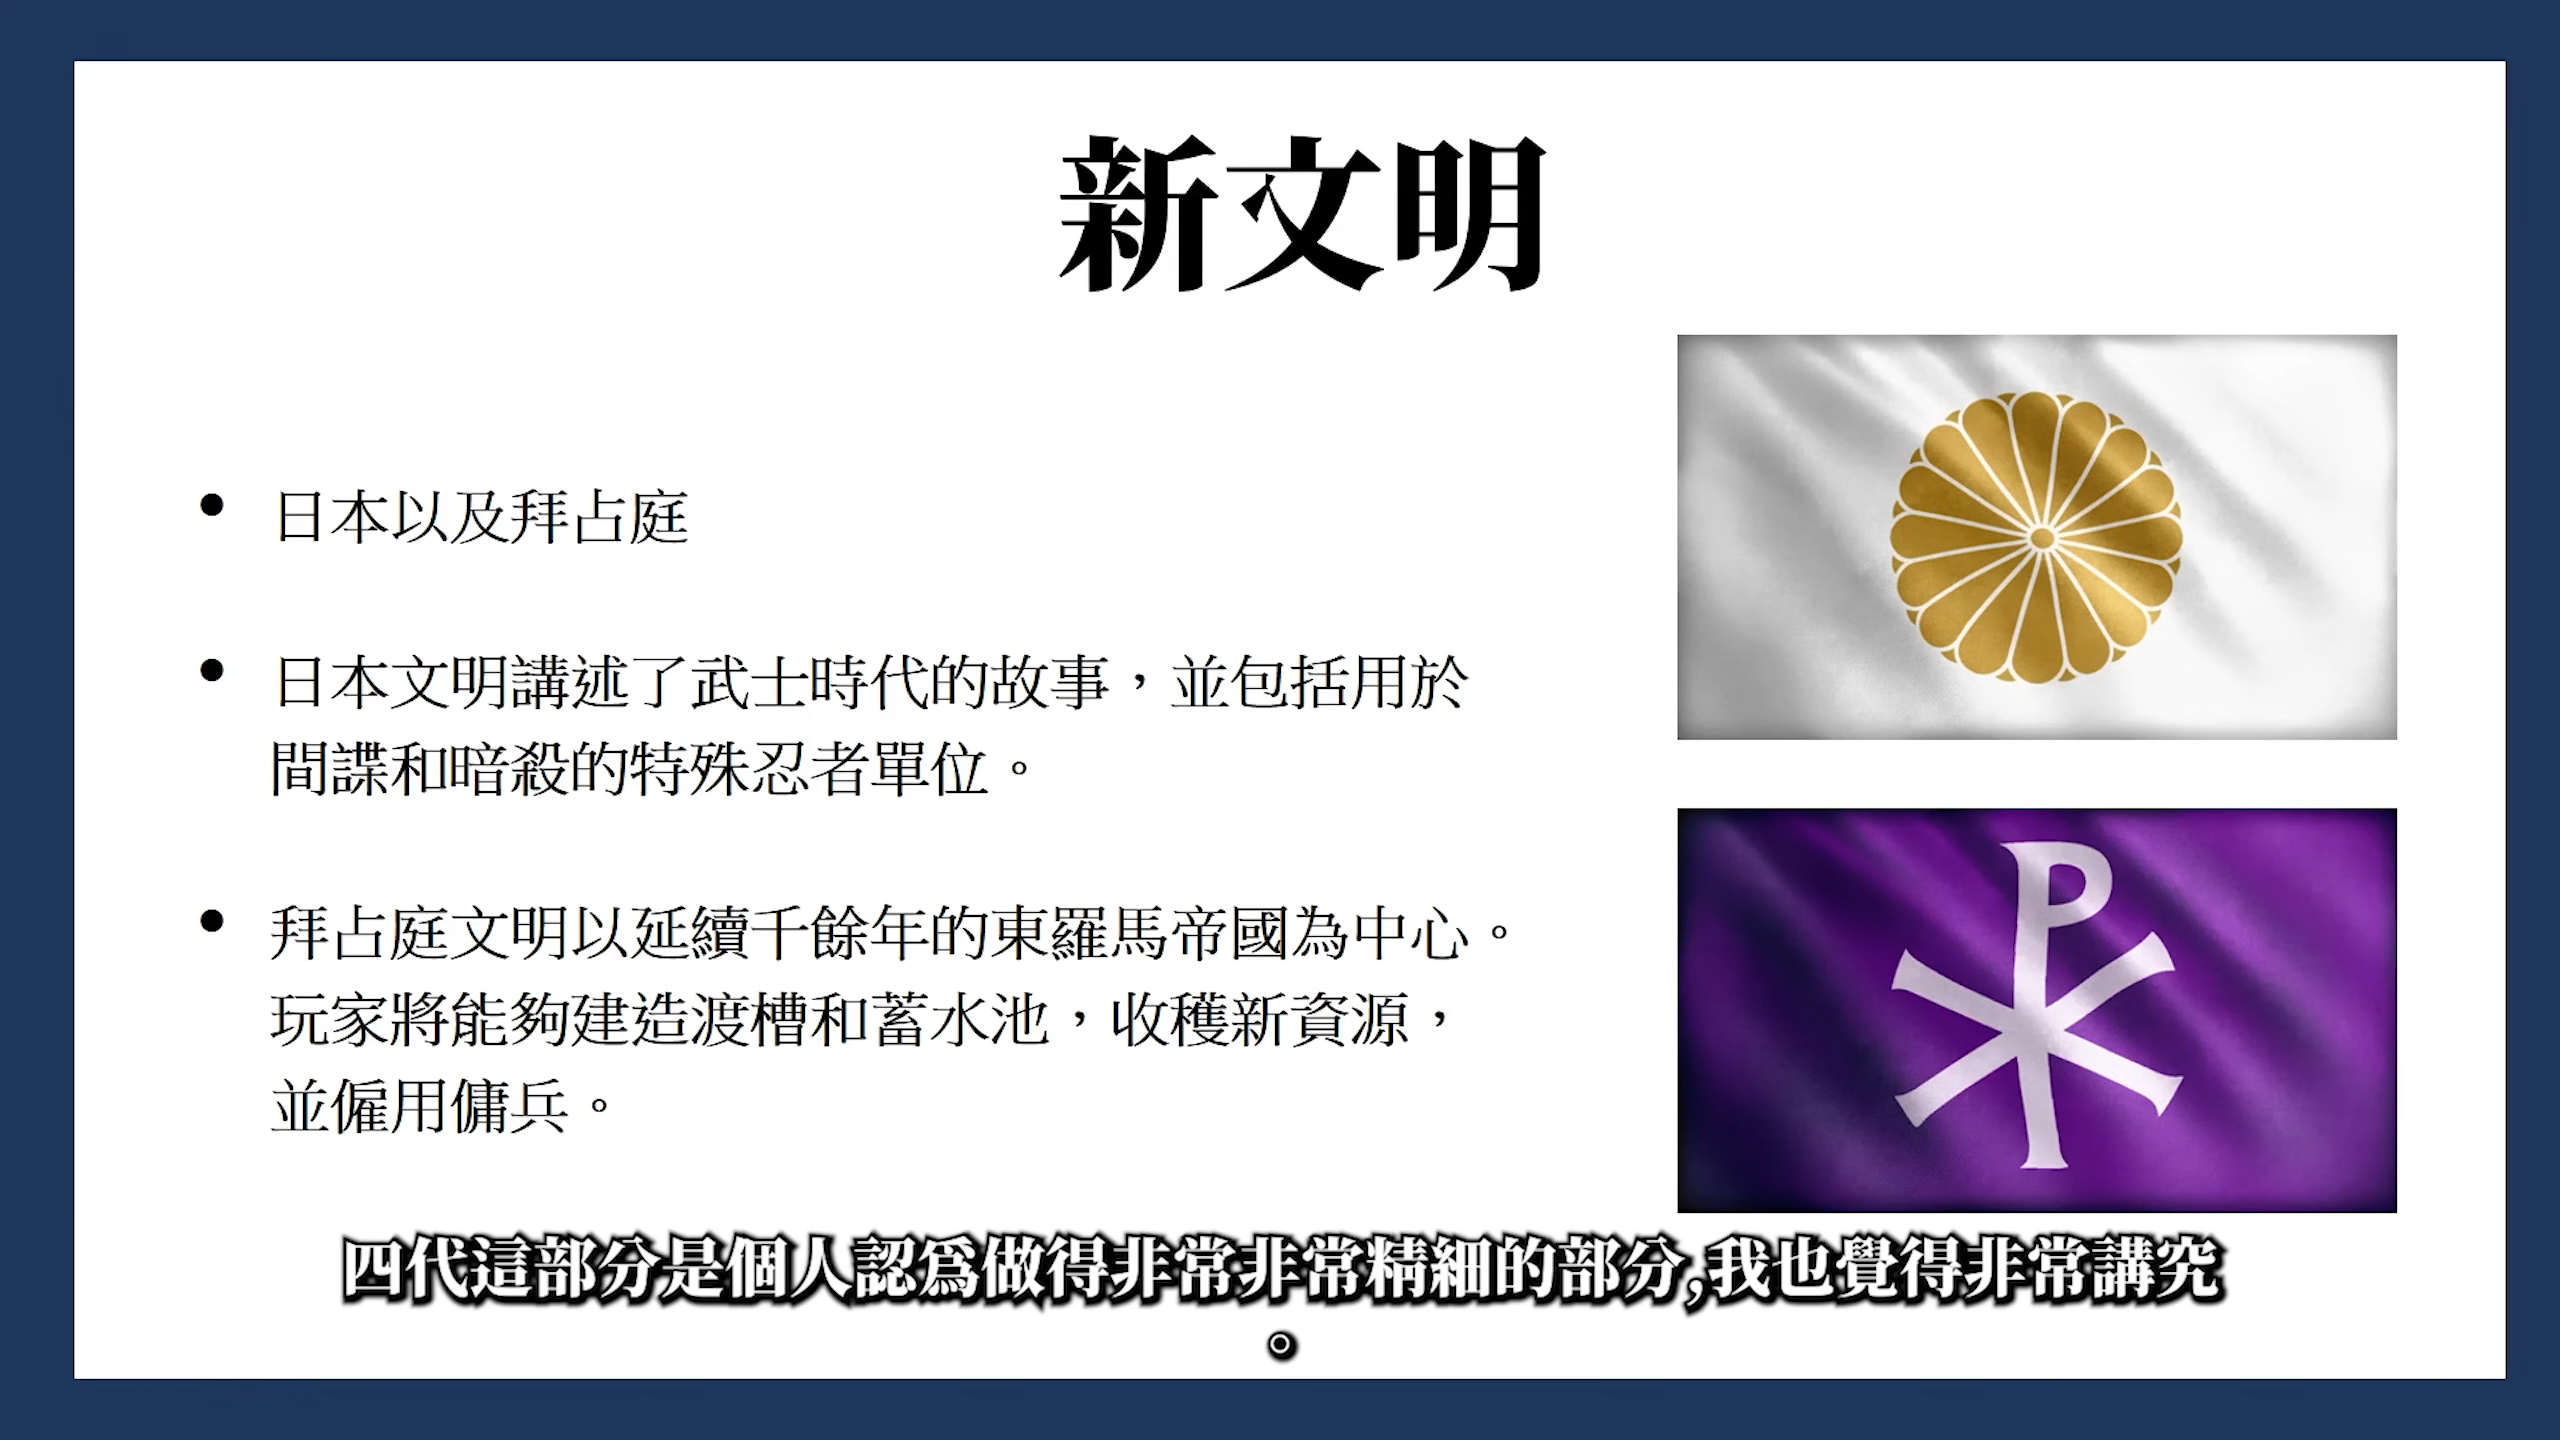 新文明
• 日本以及拜占庭
• 日本文明講述了武士時代的故事，並包括用於
間諜和暗殺的特殊忍者單位。
• 拜占庭文明以延續千餘年的東羅馬帝國為中心。
玩家將能夠建造渡槽和蓄水池，收穫新資源，
並僱用傭兵。
四代這部分是個人認爲做得非常非常精細的部分,我也覺得非常講究
。